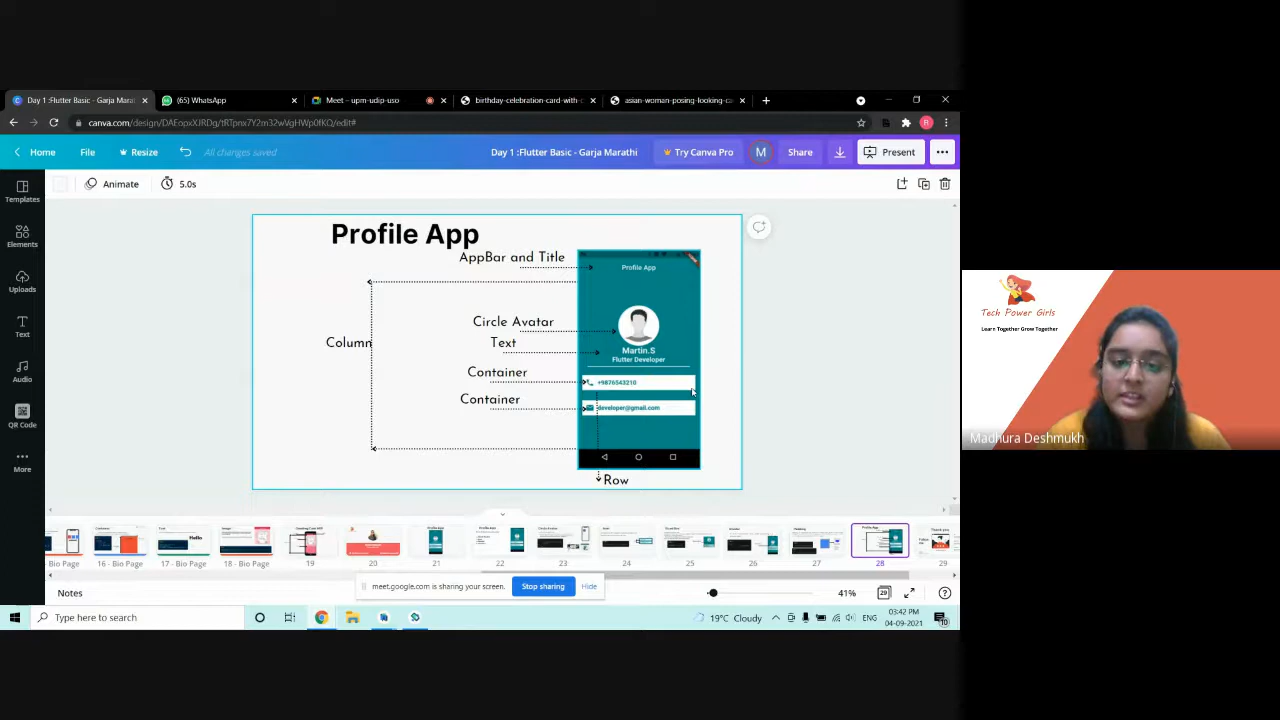 Day 1 :Flutter Basic - Garja Marat
(65) WhatsApp
Meet – upm-udip-uso
birthday-celebration-card-with-c
asian-woman-posing-looking-ca
canva.com/design/DAEopxXJRDg/tRTpnx7Y2m32wVgHWp0fKQ/edit#
Home
File
Resize
All changes saved
Day 1 :Flutter Basic - Garja Marathi
Try Canva Pro
M
Share
Present
Templates
Animate
5.0s
Elements
Uploads
Text
Audio
QR Code
More
Profile App
AppBar and Title
Profile App
Circle Avatar
Column
Text
Martin.S
Flutter Developer
Container
+9876543210
Container
developer@gmail.com
Row
Tech Power Girls
Learn Together Grow Together
Madhura Deshmukh
Bio Page
16 - Bio Page
17 - Bio Page
18 - Bio Page
19
20
21
22
23
24
25
26
27
28
29
Hello
meet.google.com is sharing your screen.
Stop sharing
Hide
Notes
41%
29
Type here to search
19°C Cloudy
ENG
03:42 PM
04-09-2021
10